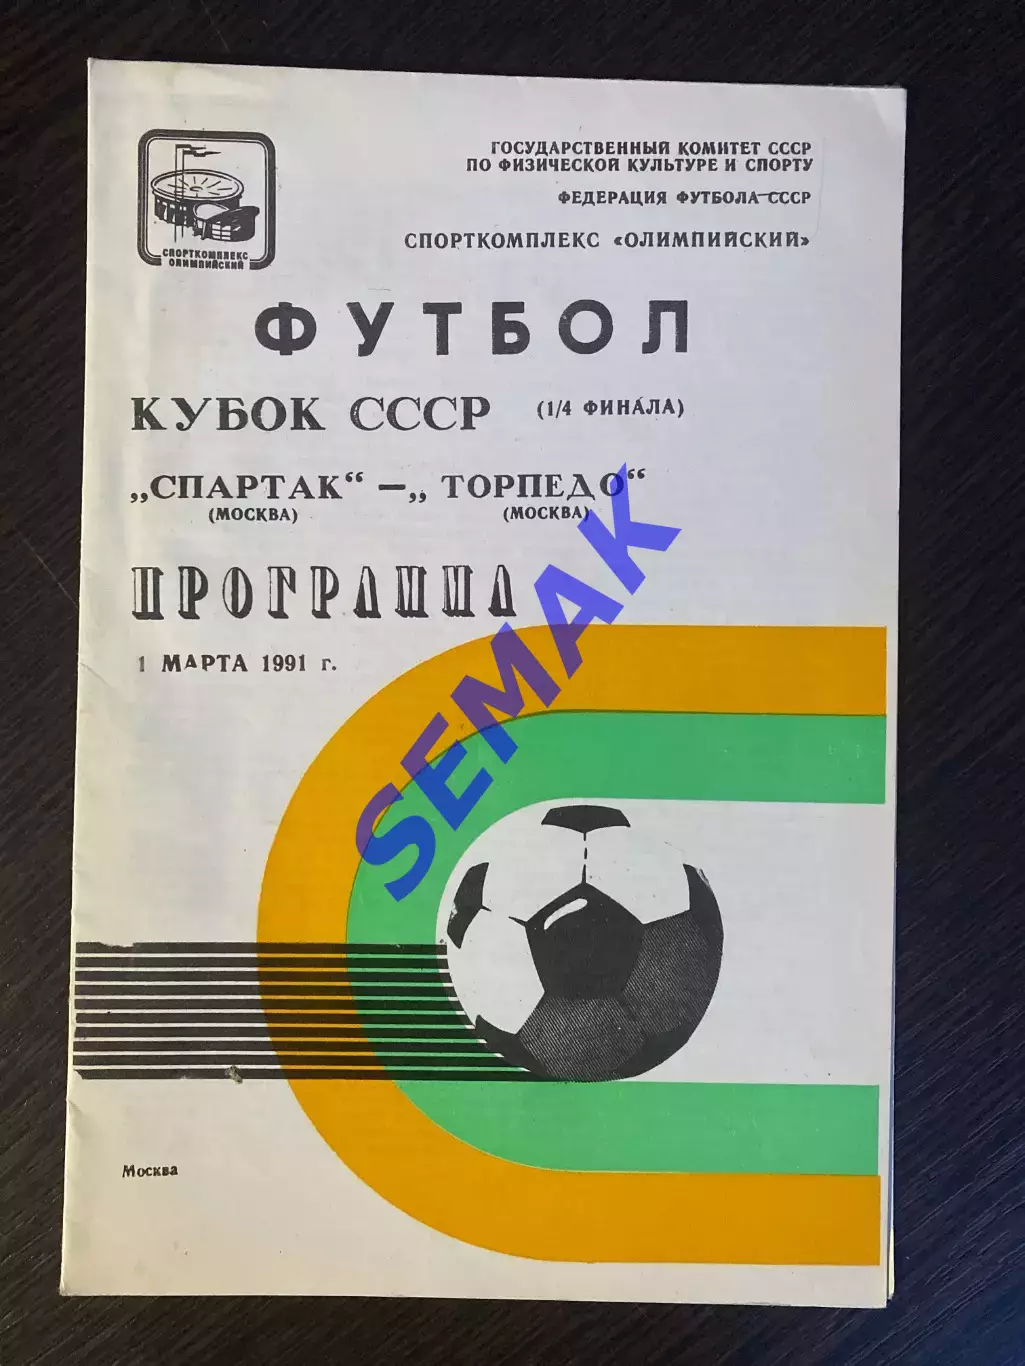 СПОРТКОМПЛЕКС
ОЛИМПИЙСКИЙ
ГОСУДАРСТВЕННЫЙ КОМИТЕТ СССР
ПО ФИЗИЧЕСКОЙ КУЛЬТУРЕ И СПОРТУ
ФЕДЕРАЦИЯ ФУТБОЛА СССР
СПОРТКОМПЛЕКС «ОЛИМПИЙСКИЙ»
ФУТБОЛ
КУБОК СССР (1/4 ФИНАЛА)
„СПАРТАК“ — „ТОРПЕДО“
(МОСКВА) (МОСКВА)
ПРОГРАММА
1 МАРТА 1991 г.
SEMAK
Москва